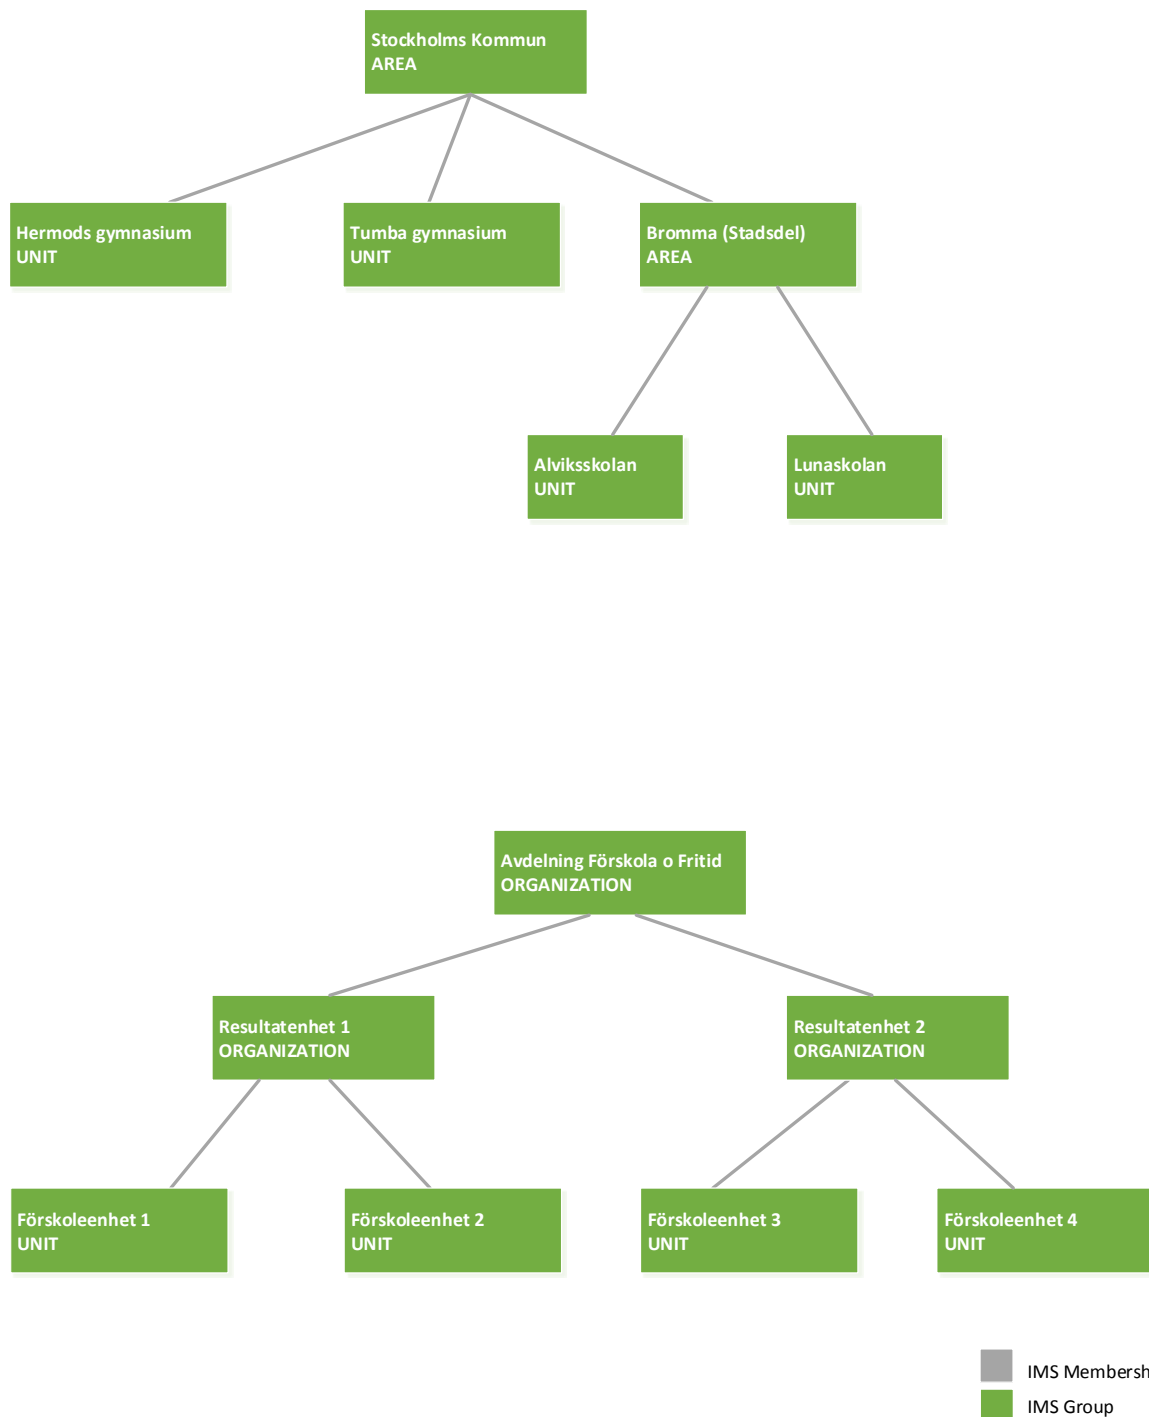 Stockholms Kommun
AREA
Hermods gymnasium
UNIT
Tumba gymnasium
UNIT
Bromma (Stadsdel)
AREA
Alviksskolan
UNIT
Lunaskolan
UNIT
Avdelning Förskola o Fritid
ORGANIZATION
Resultatenhet 1
ORGANIZATION
Resultatenhet 2
ORGANIZATION
Förskoleenhet 1
UNIT
Förskoleenhet 2
UNIT
Förskoleenhet 3
UNIT
Förskoleenhet 4
UNIT
IMS Membersh
IMS Group